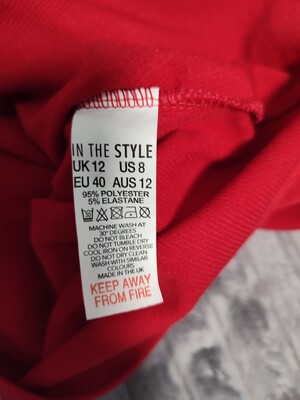 IN THE STYLE
UK 12 US 8
EU 40 AUS 12
95% POLYESTER
5% ELASTANE
MACHINE WASH AT
30° DEGREES
DO NOT BLEACH
DO NOT TUMBLE DRY
COOL IRON ON REVERSE
DO NOT DRY CLEAN
WASH WITH SIMILAR
COLOURS
MADE IN THE UK
KEEP AWAY
FROM FIRE